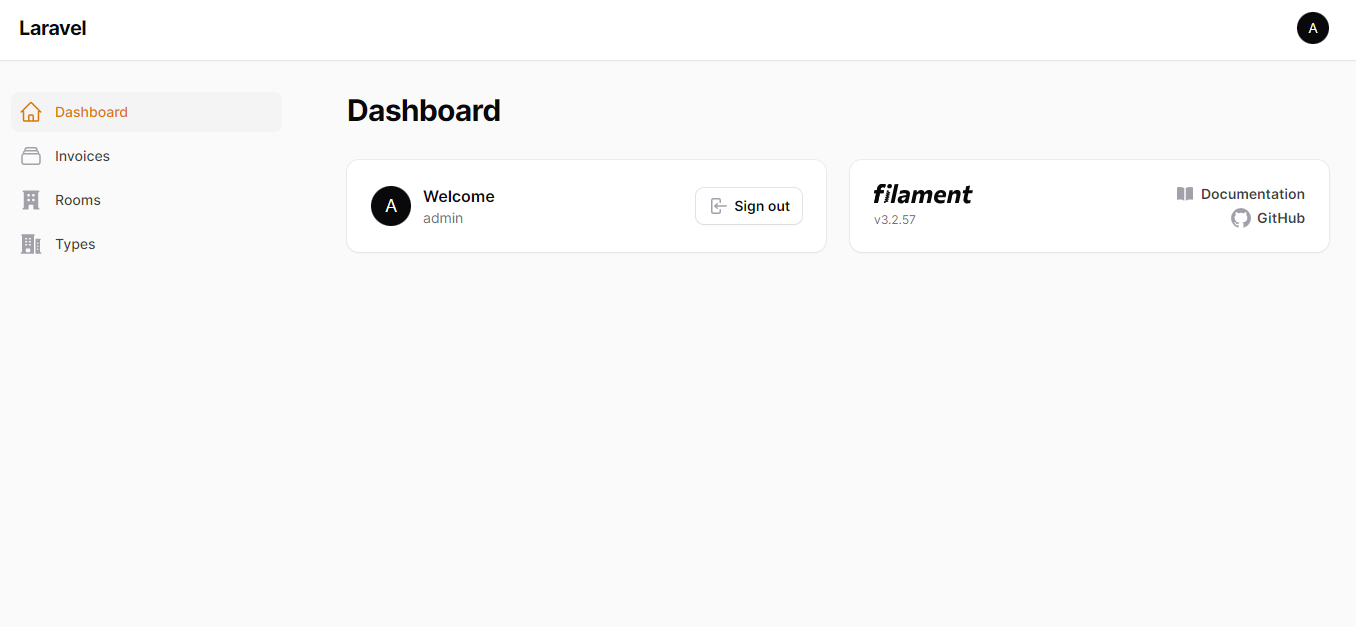 Laravel
A
Dashboard
Invoices
Rooms
Types
Dashboard
A
Welcome
admin
Sign out
filament
v3.2.57
Documentation
GitHub